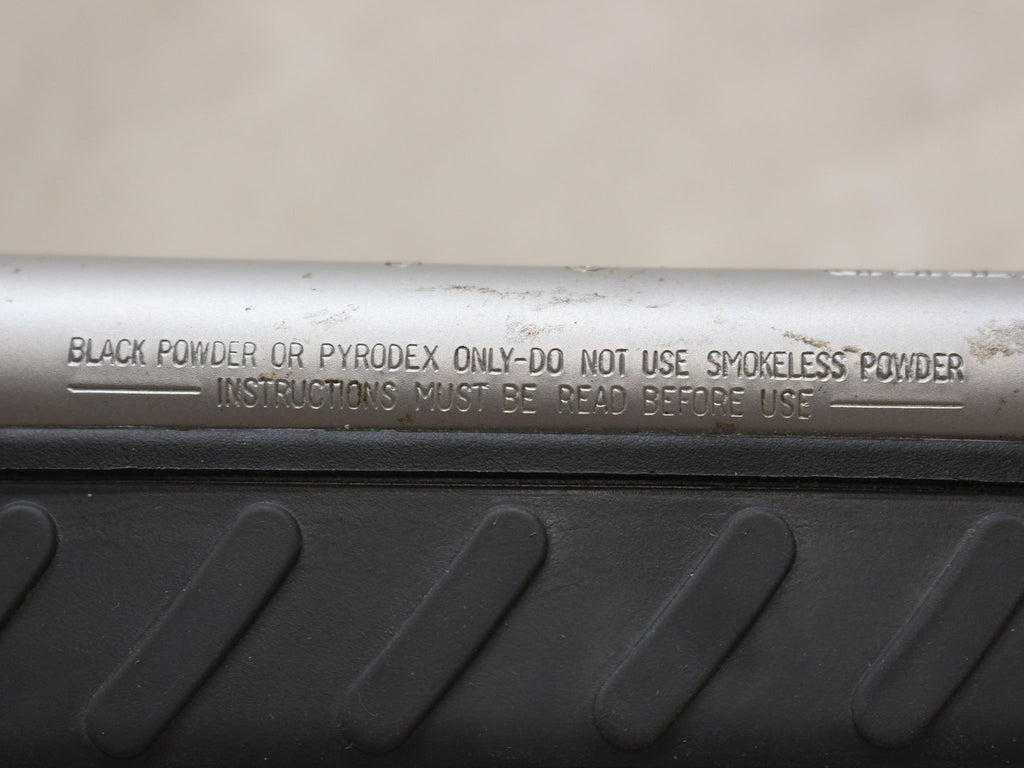 BLACK POWDER OR PYRODEX ONLY-DO NOT USE SMOKELESS POWDER
INSTRUCTIONS MUST BE READ BEFORE USE